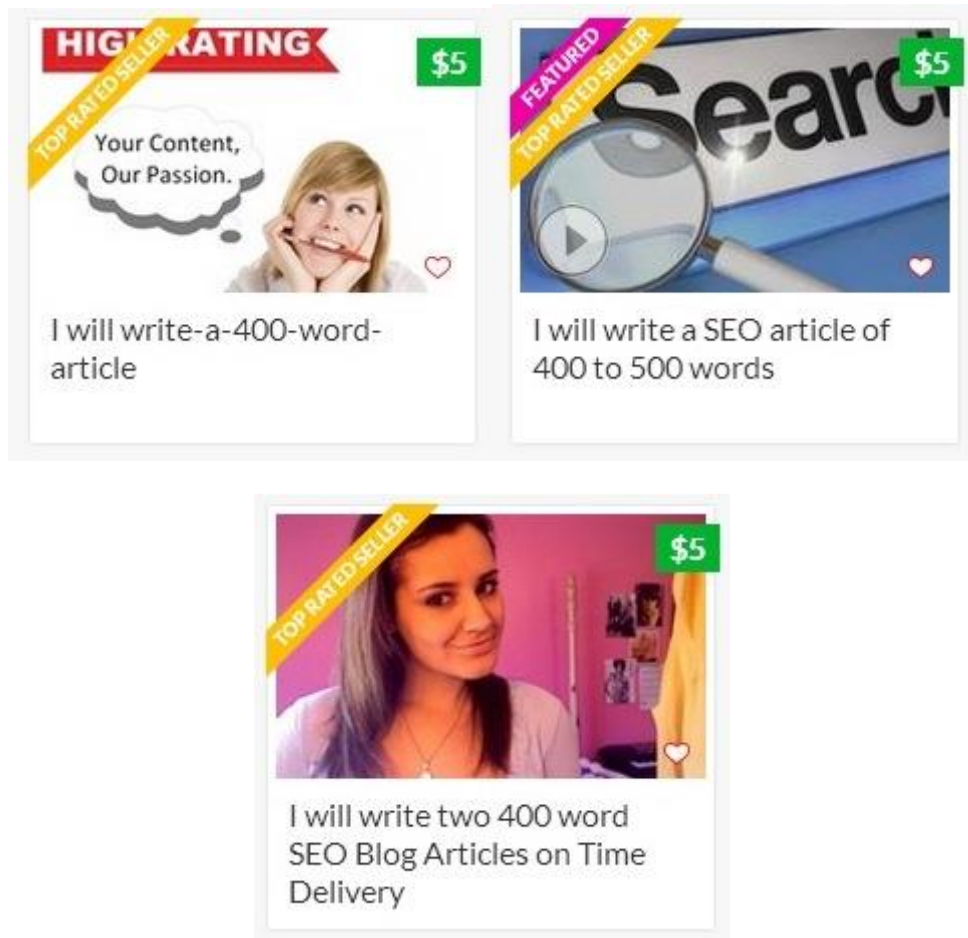 HIGH RATING
TOP RATED SELLER
$5
Your Content,
Our Passion.
I will write-a-400-word-
article
FEATURED
TOP RATED SELLER
Search
$5
I will write a SEO article of
400 to 500 words
TOP RATED SELLER
$5
I will write two 400 word
SEO Blog Articles on Time
Delivery